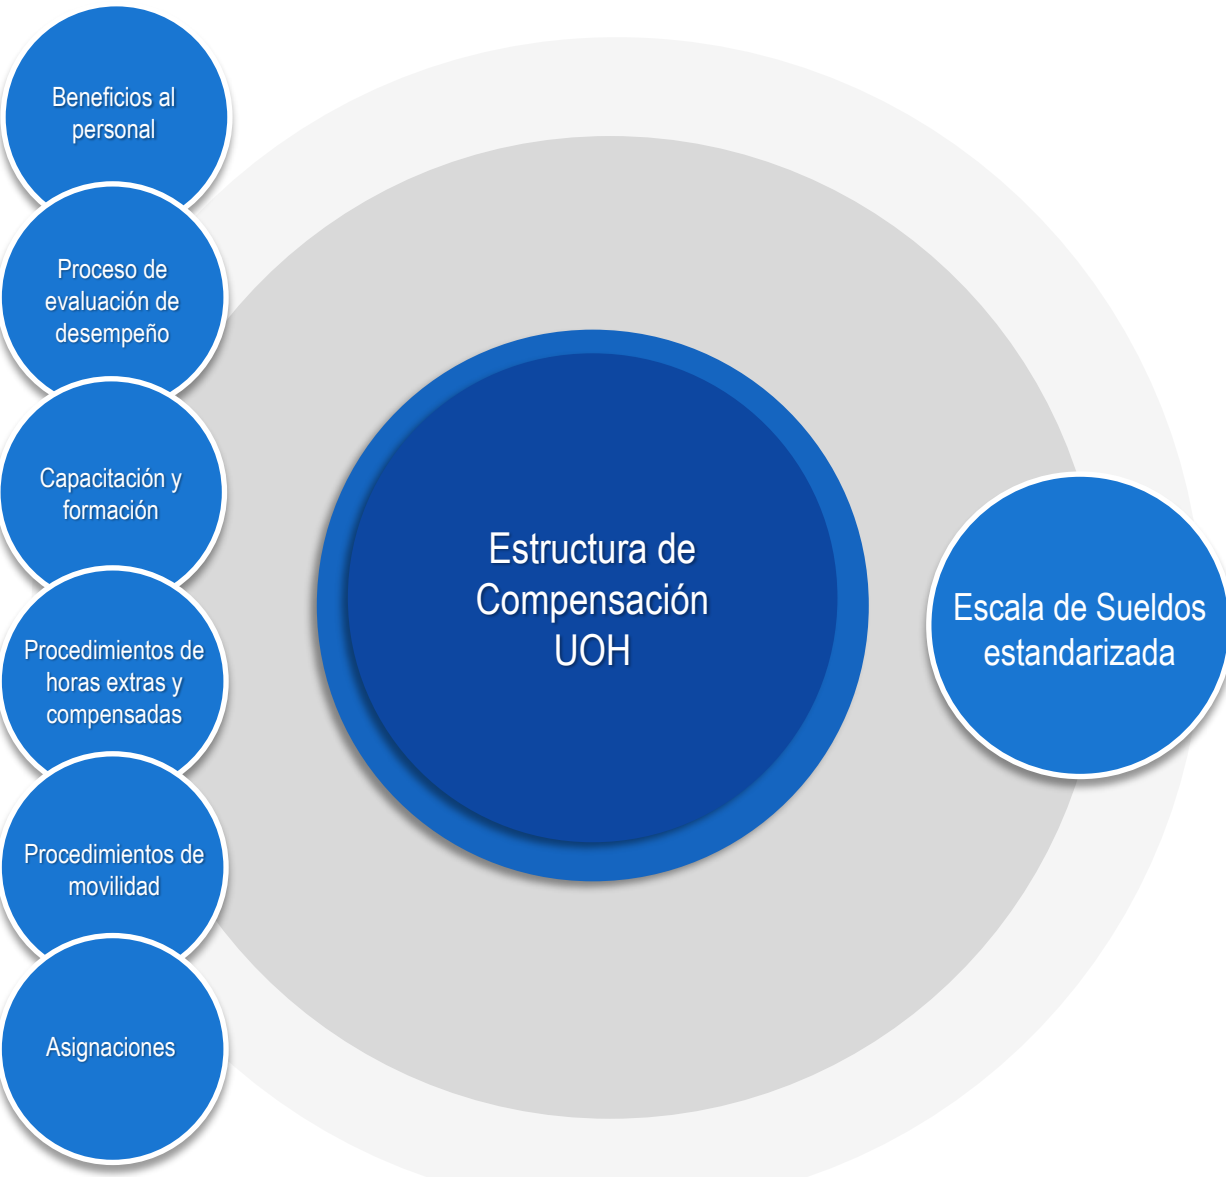 Beneficios al
personal
Proceso de
evaluación de
desempeño
Capacitación y
formación
Procedimientos de
horas extras y
compensadas
Procedimientos de
movilidad
Asignaciones
Estructura de
Compensación
UOH
Escala de Sueldos
estandarizada